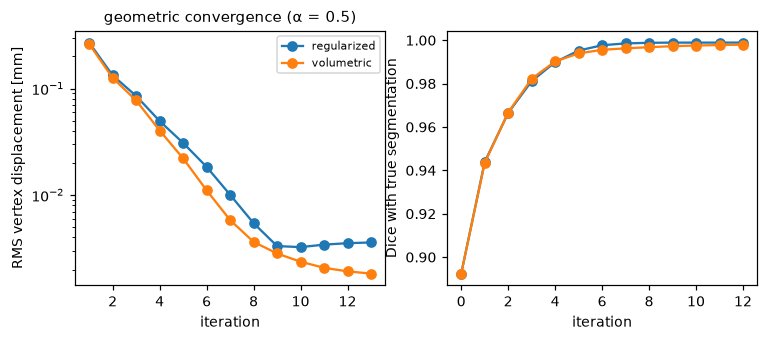 geometric convergence (α = 0.5)
RMS vertex displacement [mm]
10⁻¹
10⁻²
regularized
volumetric
2 4 6 8 10 12
iteration
Dice with true segmentation
1.00
0.98
0.96
0.94
0.92
0.90
0 2 4 6 8 10 12
iteration